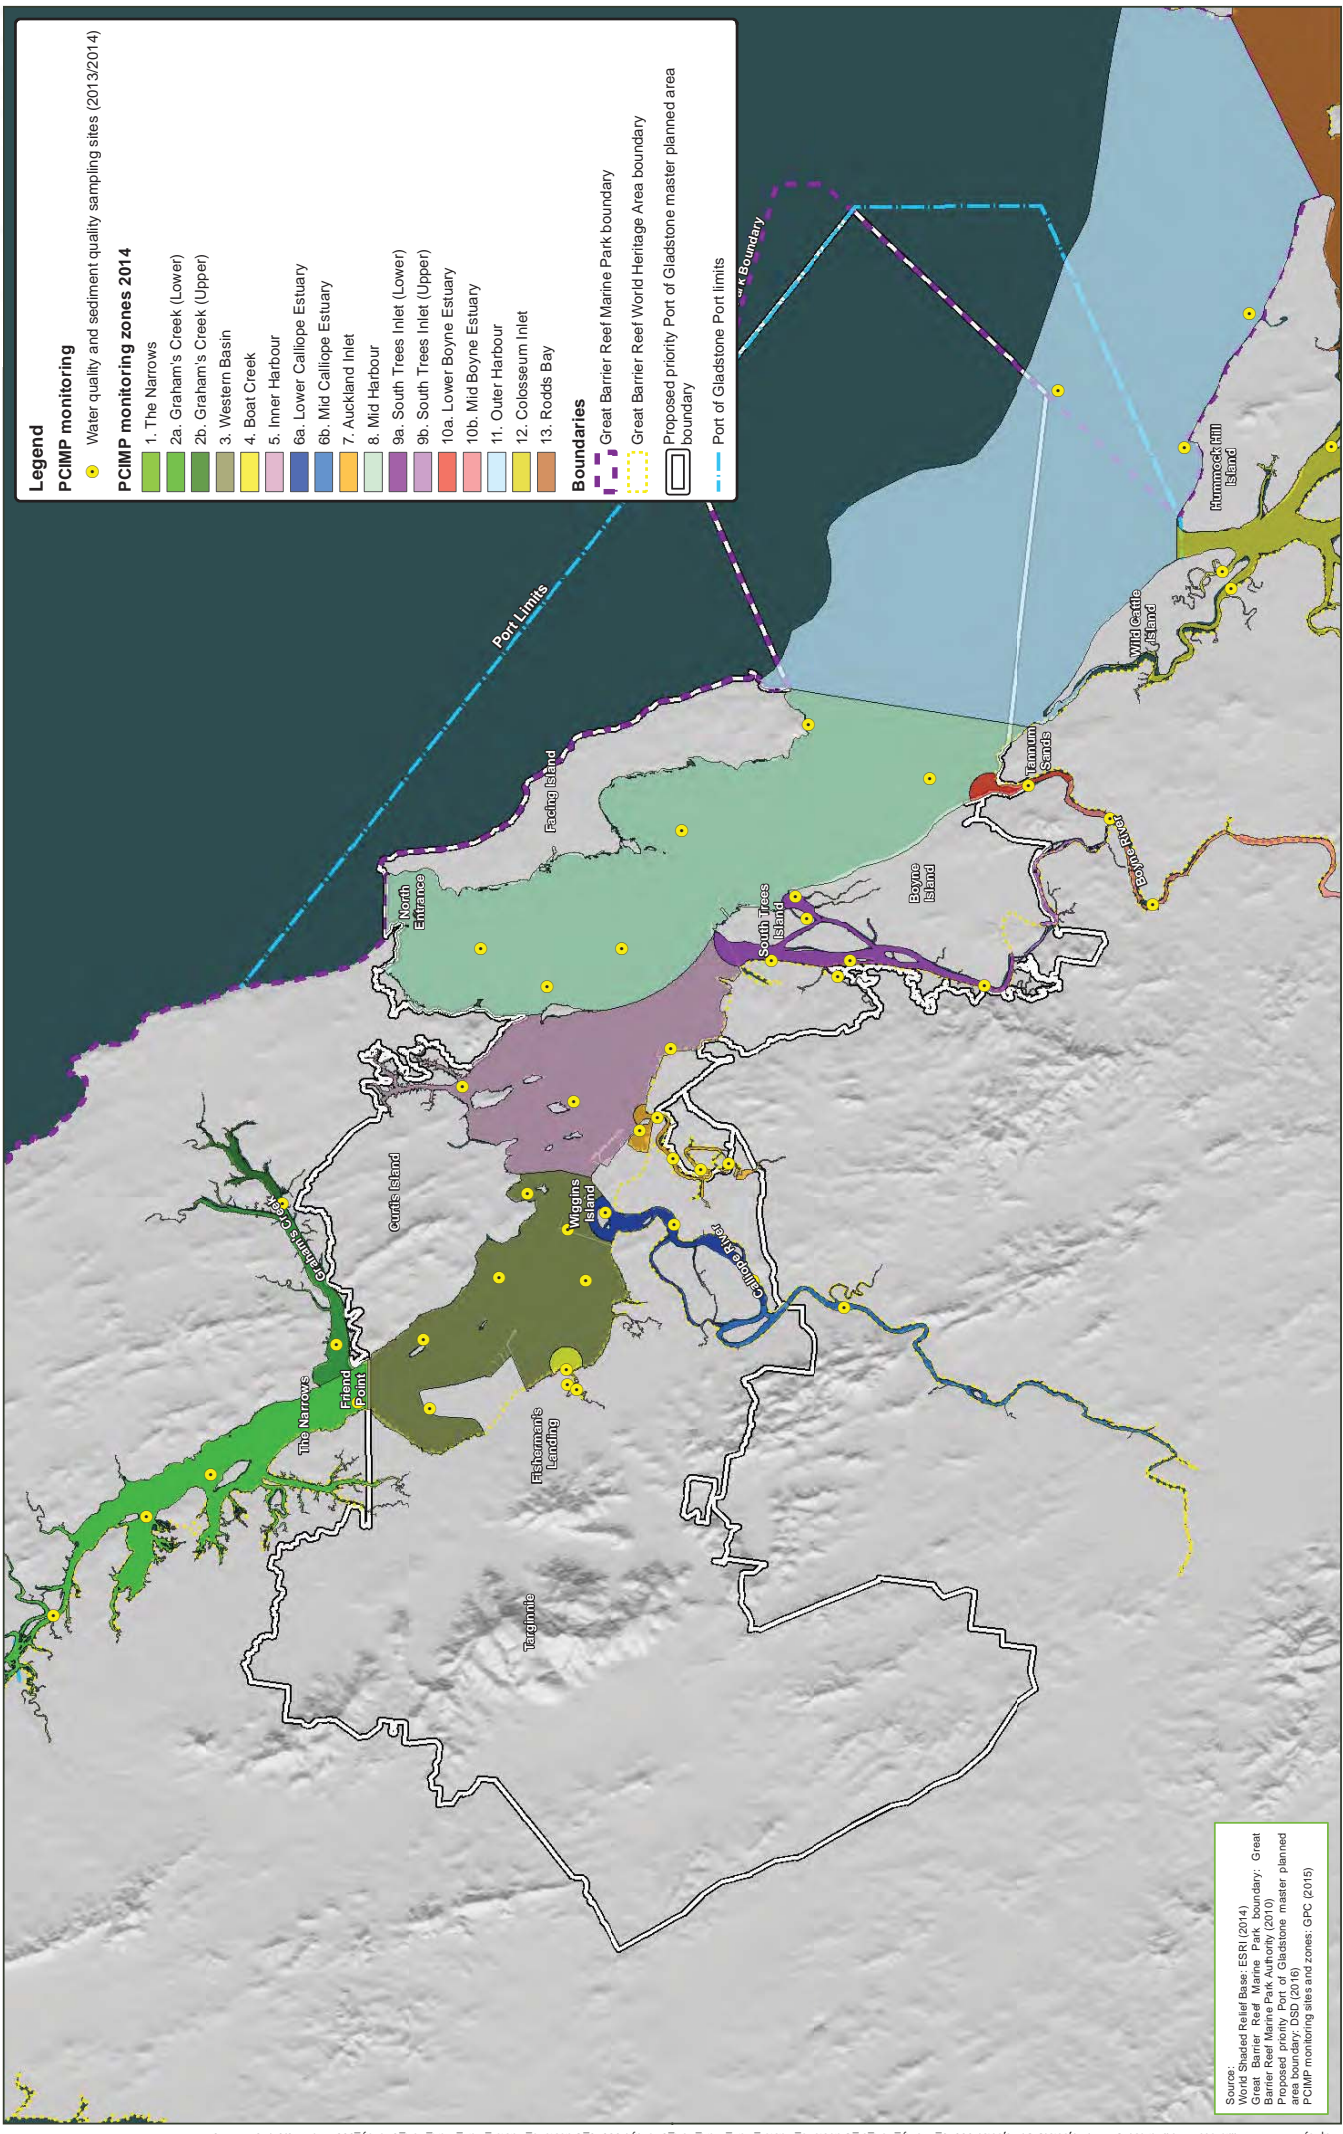 Legend
PCIMP monitoring
Water quality and sediment quality sampling sites (2013/2014)
PCIMP monitoring zones 2014
1. The Narrows
2a. Graham's Creek (Lower)
2b. Graham's Creek (Upper)
3. Western Basin
4. Boat Creek
5. Inner Harbour
6a. Lower Calliope Estuary
6b. Mid Calliope Estuary
7. Auckland Inlet
8. Mid Harbour
9a. South Trees Inlet (Lower)
9b. South Trees Inlet (Upper)
10a. Lower Boyne Estuary
10b. Mid Boyne Estuary
11. Outer Harbour
12. Colosseum Inlet
13. Rodds Bay
Boundaries
Great Barrier Reef Marine Park boundary
Great Barrier Reef World Heritage Area boundary
Proposed priority Port of Gladstone master planned area
boundary
Port of Gladstone Port limits
Boundary
Port Limits
Facing Island
North
Entrance
Curtis Island
Graham's Creek
The Narrows
Friend
Point
Fisherman's
Landing
Targinnie
Wiggins
Island
Calliope River
South Trees
Island
Boyne
Island
Boyne River
Tannum
Sands
Wild Cattle
Island
Hummock Hill
Island
Source:
World Shaded Relief Base: ESRI (2014)
Great Barrier Reef Marine Park boundary: Great
Barrier Reef Marine Park Authority (2010)
Proposed priority Port of Gladstone master planned
area boundary: DSD (2016)
PCIMP monitoring sites and zones: GPC (2015)